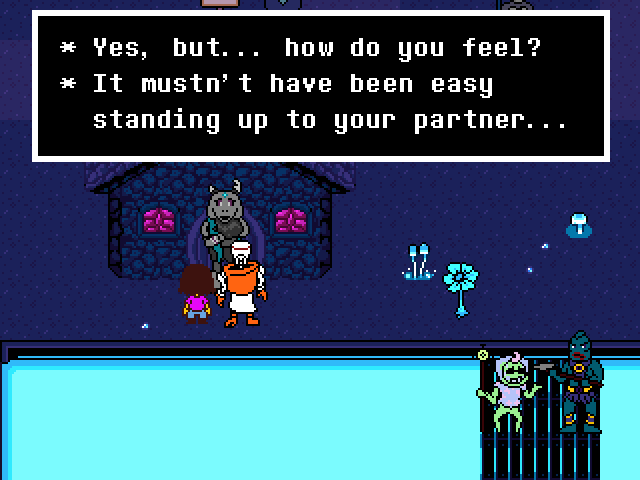 * Yes, but... how do you feel?
* It mustn't have been easy
standing up to your partner...